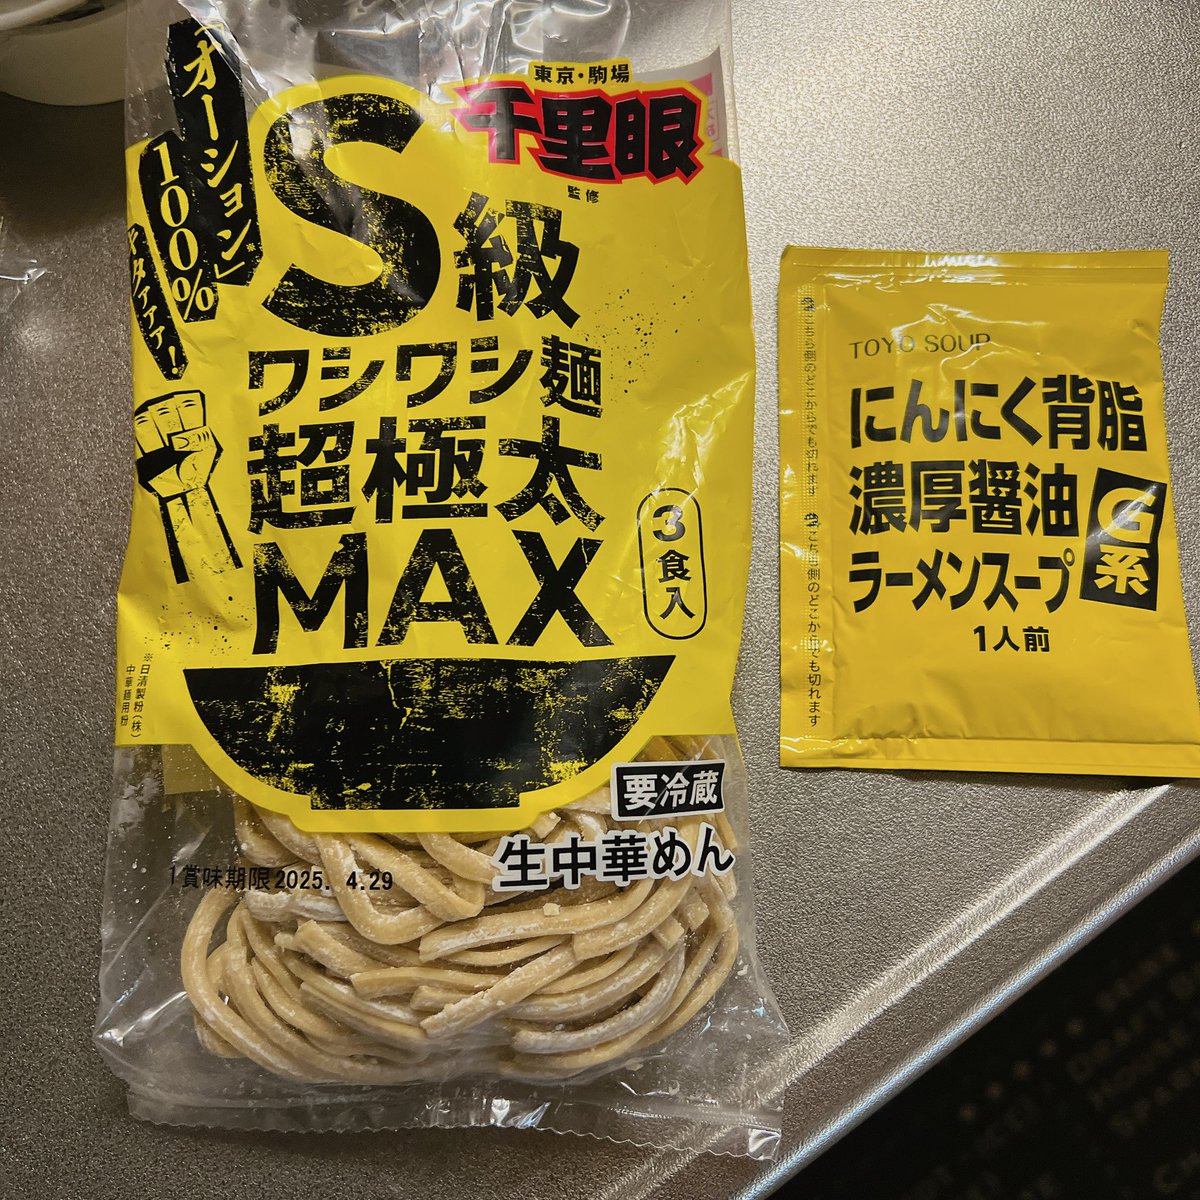 「オーション」※
100%
東京・駒場
千里眼
監修
S級
ワシワシ麺
超極太
MAX
3食入
※日清製粉(株)
中華麺用粉
要冷蔵
生中華めん
賞味期限2025. 4.29
TOYO SOUP
にんにく背脂
濃厚醤油
ラーメンスープ
G系
1人前
こちら側のどこからでも切れます
こちら側のどこからでも切れます